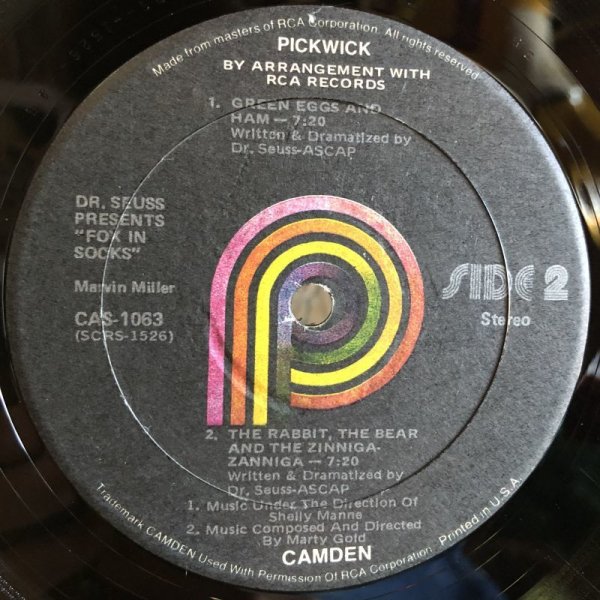 Made from masters of RCA Corporation. All rights reserved
PICKWICK
BY ARRANGEMENT WITH
RCA RECORDS
1. GREEN EGGS AND
HAM — 7:20
Written & Dramatized by
Dr. Seuss-ASCAP
DR. SEUSS
PRESENTS
"FOX IN
SOCKS"
Marvin Miller
CAS-1063
(SCRS-1526)
SIDE 2
Stereo
2. THE RABBIT, THE BEAR
AND THE ZINNIGA-
ZANNIGA — 7:20
Written & Dramatized by
Dr. Seuss-ASCAP
1. Music Under The Direction Of
Shelly Manne
2. Music Composed And Directed
By Marty Gold
CAMDEN
Trademark CAMDEN Used With Permission Of RCA Corporation. Printed in U.S.A.